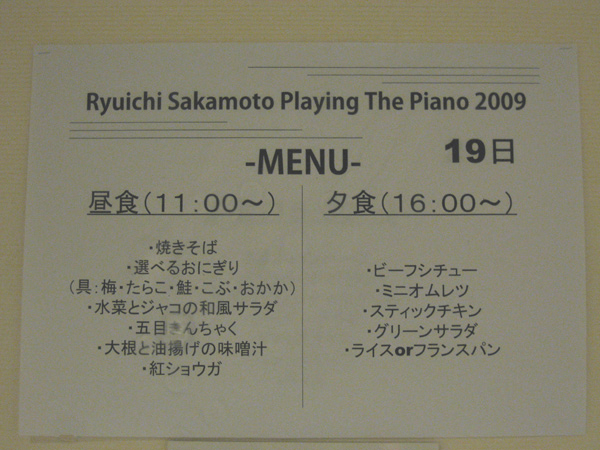 Ryuichi Sakamoto Playing The Piano 2009
-MENU-
19日
昼食(11:00〜)
・焼きそば
・選べるおにぎり
(具:梅・たらこ・鮭・こぶ・おかか)
・水菜とジャコの和風サラダ
・五目きんちゃく
・大根と油揚げの味噌汁
・紅ショウガ
夕食(16:00〜)
・ビーフシチュー
・ミニオムレツ
・スティックチキン
・グリーンサラダ
・ライスorフランスパン